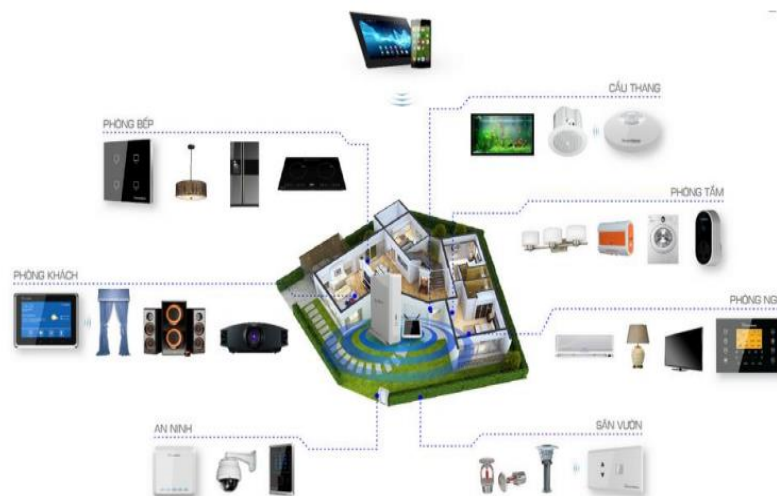 CẦU THANG
PHÒNG BẾP
PHÒNG TẮM
PHÒNG KHÁCH
PHÒNG NG
AN NINH
SÂN VƯỜN